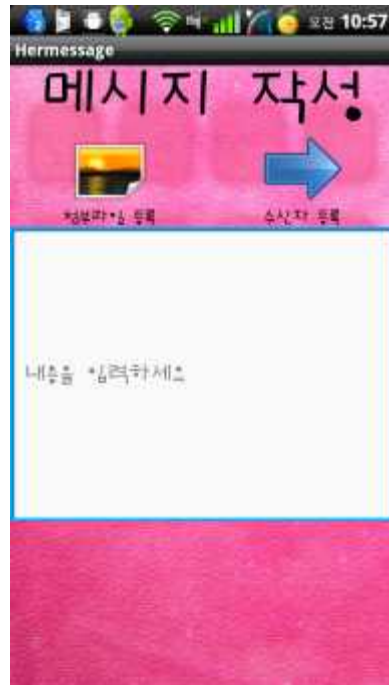 오전 10:57
Hermessage
메시지 작성
첨부파일 등록
수신자 등록
내용을 입력하세요